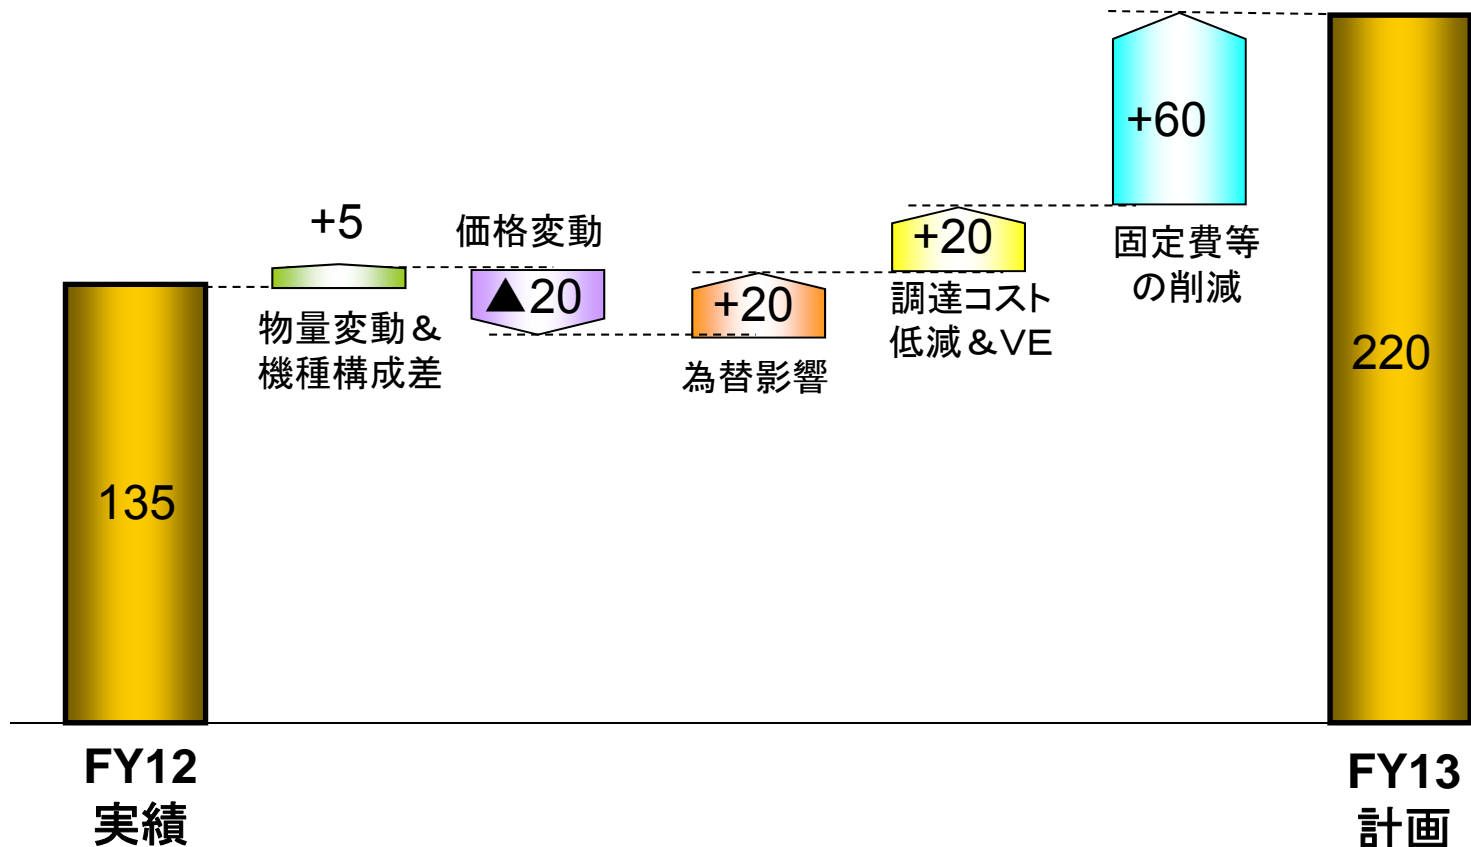 135
FY12
実績
+5
物量変動＆
機種構成差
価格変動
▲20
+20
為替影響
+20
調達コスト
低減＆VE
+60
固定費等
の削減
220
FY13
計画